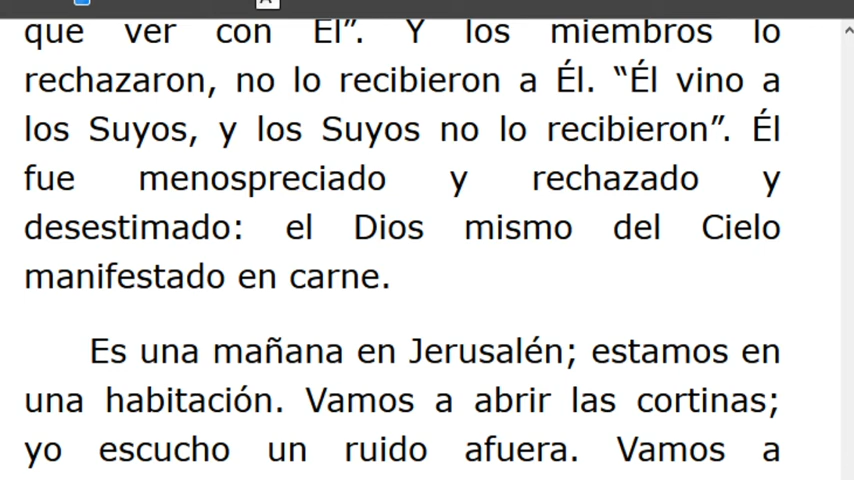 que ver con Él”. Y los miembros lo
rechazaron, no lo recibieron a Él. “Él vino a
los Suyos, y los Suyos no lo recibieron”. Él
fue menospreciado y rechazado y
desestimado: el Dios mismo del Cielo
manifestado en carne.
Es una mañana en Jerusalén; estamos en
una habitación. Vamos a abrir las cortinas;
yo escucho un ruido afuera. Vamos a